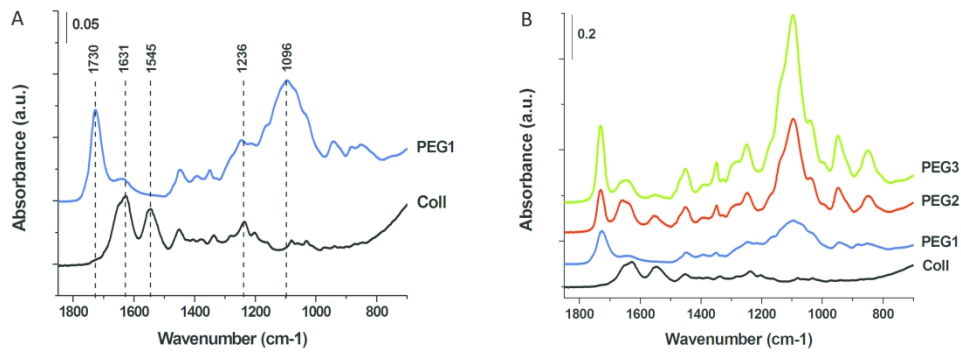 A
0.05
1730
1631
1545
1236
1096
PEG1
Coll
Absorbance (a.u.)
1800 1600 1400 1200 1000 800
Wavenumber (cm-1)
B
0.2
PEG3
PEG2
PEG1
Coll
Absorbance (a.u.)
1800 1600 1400 1200 1000 800
Wavenumber (cm-1)